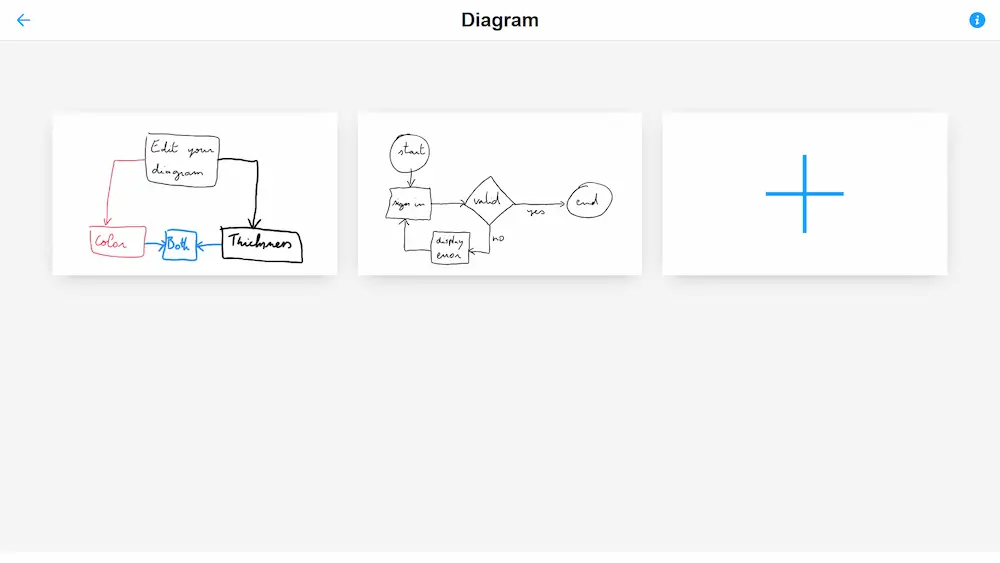 Diagram
Edit your
diagram
Color
Both
Thickness
start
sign in
valid
yes
end
no
display
error